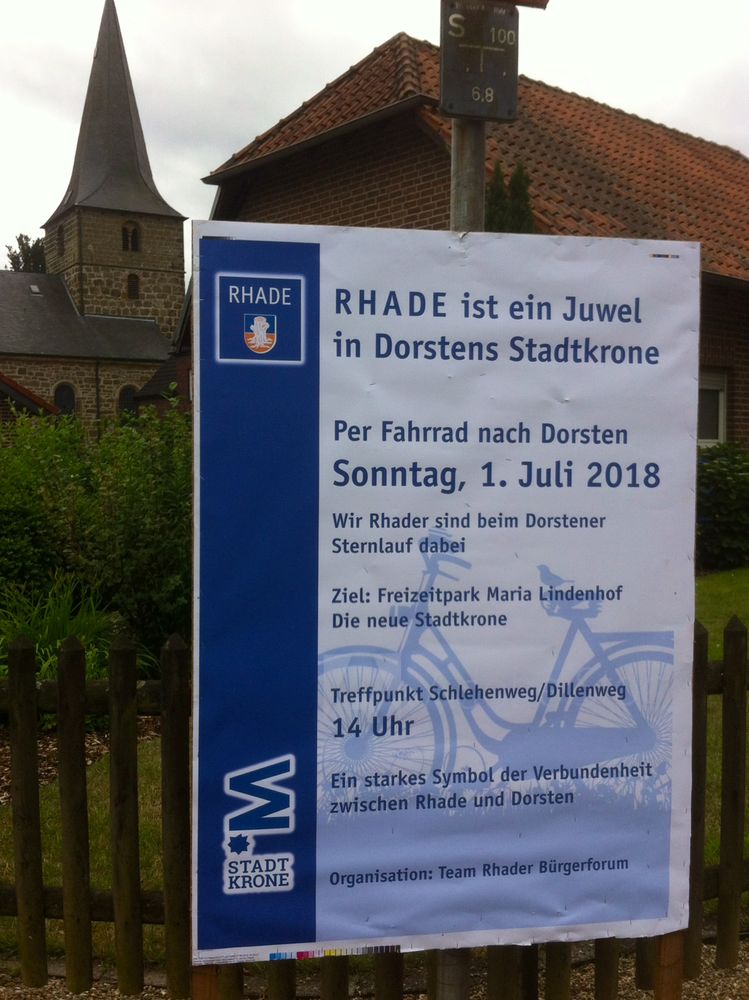 S 100
6,8
RHADE
RHADE ist ein Juwel
in Dorstens Stadtkrone
Per Fahrrad nach Dorsten
Sonntag, 1. Juli 2018
Wir Rhader sind beim Dorstener
Sternlauf dabei
Ziel: Freizeitpark Maria Lindenhof
Die neue Stadtkrone
Treffpunkt Schlehenweg/Dillenweg
14 Uhr
Ein starkes Symbol der Verbundenheit
zwischen Rhade und Dorsten
STADT
KRONE
Organisation: Team Rhader Bürgerforum